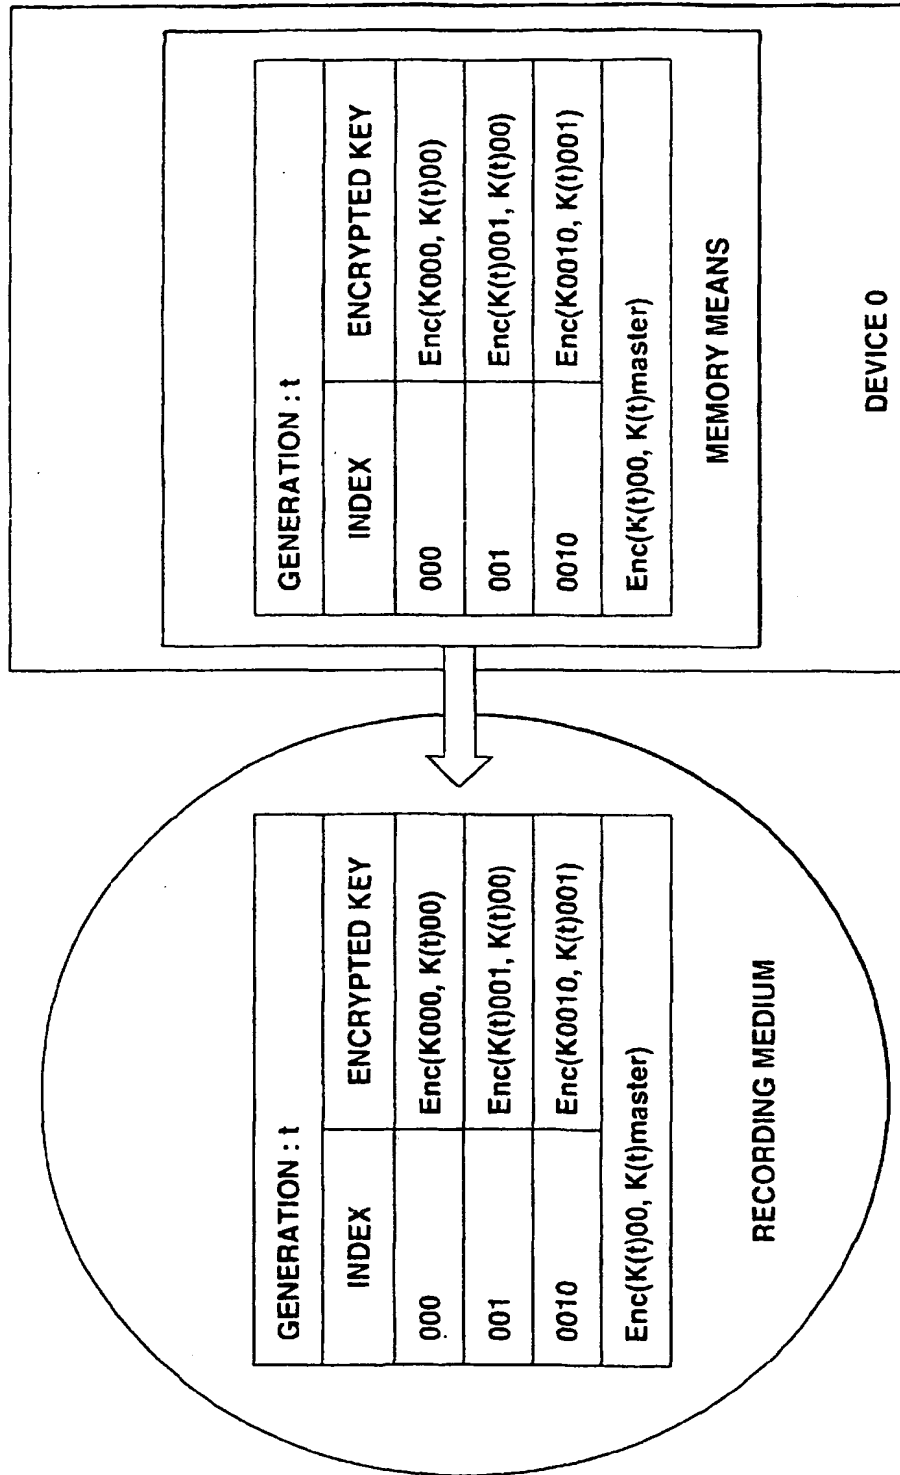 GENERATION : t
INDEX ENCRYPTED KEY
000 Enc(K000, K(t)00)
001 Enc(K(t)001, K(t)00)
0010 Enc(K0010, K(t)001)
Enc(K(t)00, K(t)master)
RECORDING MEDIUM
GENERATION : t
INDEX ENCRYPTED KEY
000 Enc(K000, K(t)00)
001 Enc(K(t)001, K(t)00)
0010 Enc(K0010, K(t)001)
Enc(K(t)00, K(t)master)
MEMORY MEANS
DEVICE 0